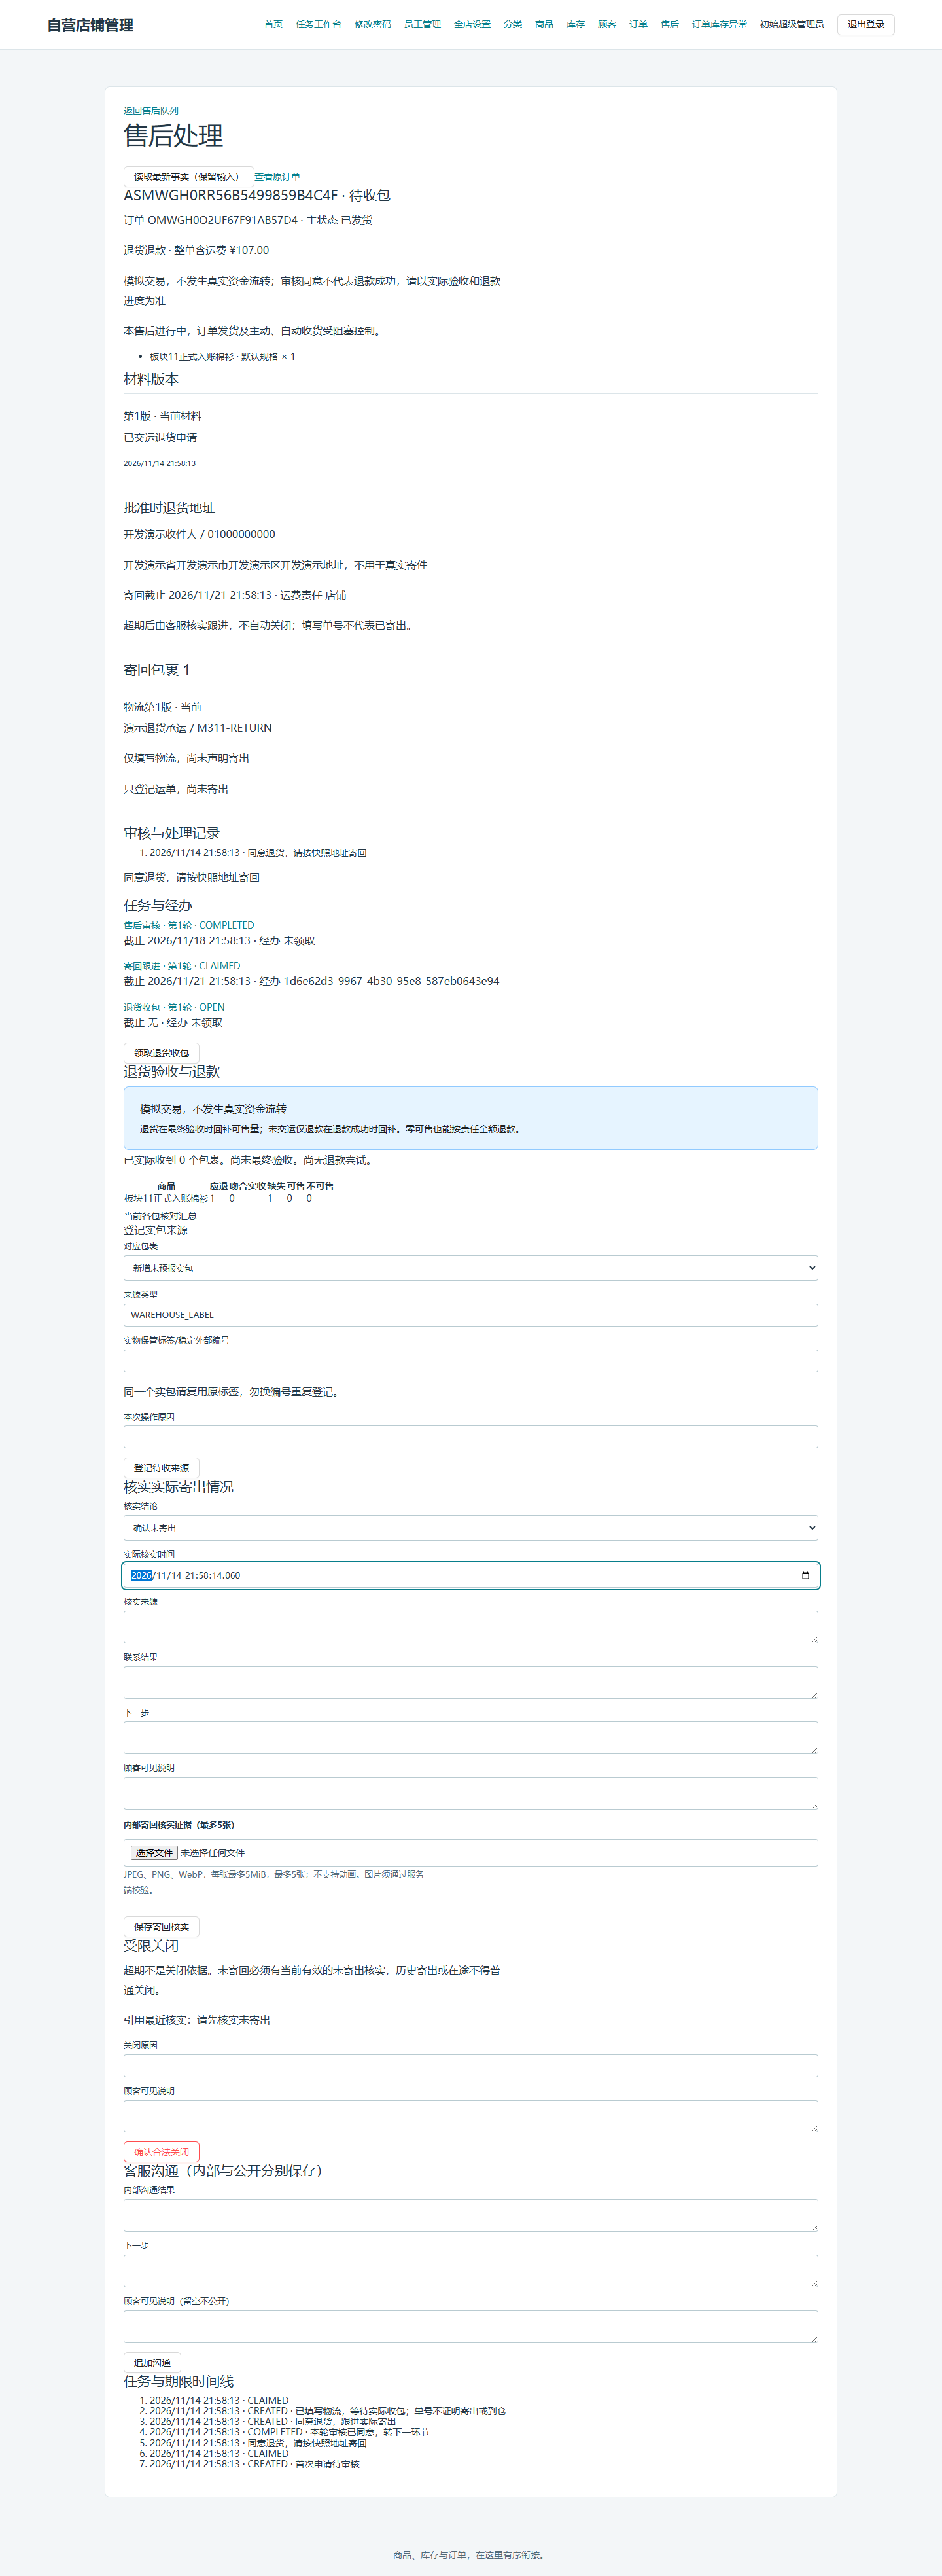 自营店铺管理
首页 任务工作台 修改密码 员工管理 全店设置 分类 商品 库存 顾客 订单 售后 订单库存异常 初始超级管理员 退出登录
返回售后队列
售后处理
读取最新事实（保留输入） 查看原订单
ASMWGH0RR56B5499859B4C4F · 待收包
订单 OMWGH0O2UF67F91AB57D4 · 主状态 已发货
退货退款 · 整单含运费 ¥107.00
模拟交易，不发生真实资金流转；审核同意不代表退款成功，请以实际验收和退款
进度为准
本售后进行中，订单发货及主动、自动收货受阻塞控制。
• 板块11正式入账棉衫 · 默认规格 × 1
材料版本
第1版 · 当前材料
已交运退货申请
2026/11/14 21:58:13
批准时退货地址
开发演示收件人 / 01000000000
开发演示省开发演示市开发演示区开发演示地址，不用于真实寄件
寄回截止 2026/11/21 21:58:13 · 运费责任 店铺
超期后由客服核实跟进，不自动关闭；填写单号不代表已寄出。
寄回包裹 1
物流第1版 · 当前
演示退货承运 / M311-RETURN
仅填写物流，尚未声明寄出
只登记运单，尚未寄出
审核与处理记录
1. 2026/11/14 21:58:13 · 同意退货，请按快照地址寄回
同意退货，请按快照地址寄回
任务与经办
售后审核 · 第1轮 · COMPLETED
截止 2026/11/18 21:58:13 · 经办 未领取
寄回跟进 · 第1轮 · CLAIMED
截止 2026/11/21 21:58:13 · 经办 1d6e62d3-9967-4b30-95e8-587eb0643e94
退货收包 · 第1轮 · OPEN
截止 无 · 经办 未领取
领取退货收包
退货验收与退款
模拟交易，不发生真实资金流转
退货在最终验收时回补可售量；未交运仅退款在退款成功时回补。零可售也能按责任全额退款。
已实际收到 0 个包裹。尚未最终验收。尚无退款尝试。
商品 应退 吻合实收 缺失 可售 不可售
板块11正式入账棉衫 1 0 1 0 0
当前各包核对汇总
登记实包来源
对应包裹
新增未预报实包
来源类型
WAREHOUSE_LABEL
实物保管标签/稳定外部编号
同一个实包请复用原标签，勿换编号重复登记。
本次操作原因
登记待收来源
核实实际寄出情况
核实结论
确认未寄出
实际核实时间
2026/11/14 21:58:14.060
核实来源
联系结果
下一步
顾客可见说明
内部寄回核实证据（最多5张）
选择文件 未选择任何文件
JPEG、PNG、WebP，每张最多5MiB，最多5张；不支持动画。图片须通过服务
端校验。
保存寄回核实
受限关闭
超期不是关闭依据。未寄回必须有当前有效的未寄出核实，历史寄出或在途不得普
通关闭。
引用最近核实：请先核实未寄出
关闭原因
顾客可见说明
确认合法关闭
客服沟通（内部与公开分别保存）
内部沟通结果
下一步
顾客可见说明（留空不公开）
追加沟通
任务与期限时间线
1. 2026/11/14 21:58:13 · CLAIMED
2. 2026/11/14 21:58:13 · CREATED · 已填写物流，等待实际收包；单号不证明寄出或到仓
3. 2026/11/14 21:58:13 · CREATED · 同意退货，跟进实际寄出
4. 2026/11/14 21:58:13 · COMPLETED · 本轮审核已同意，转下一环节
5. 2026/11/14 21:58:13 · 同意退货，请按快照地址寄回
6. 2026/11/14 21:58:13 · CLAIMED
7. 2026/11/14 21:58:13 · CREATED · 首次申请待审核
商品、库存与订单，在这里有序衔接。